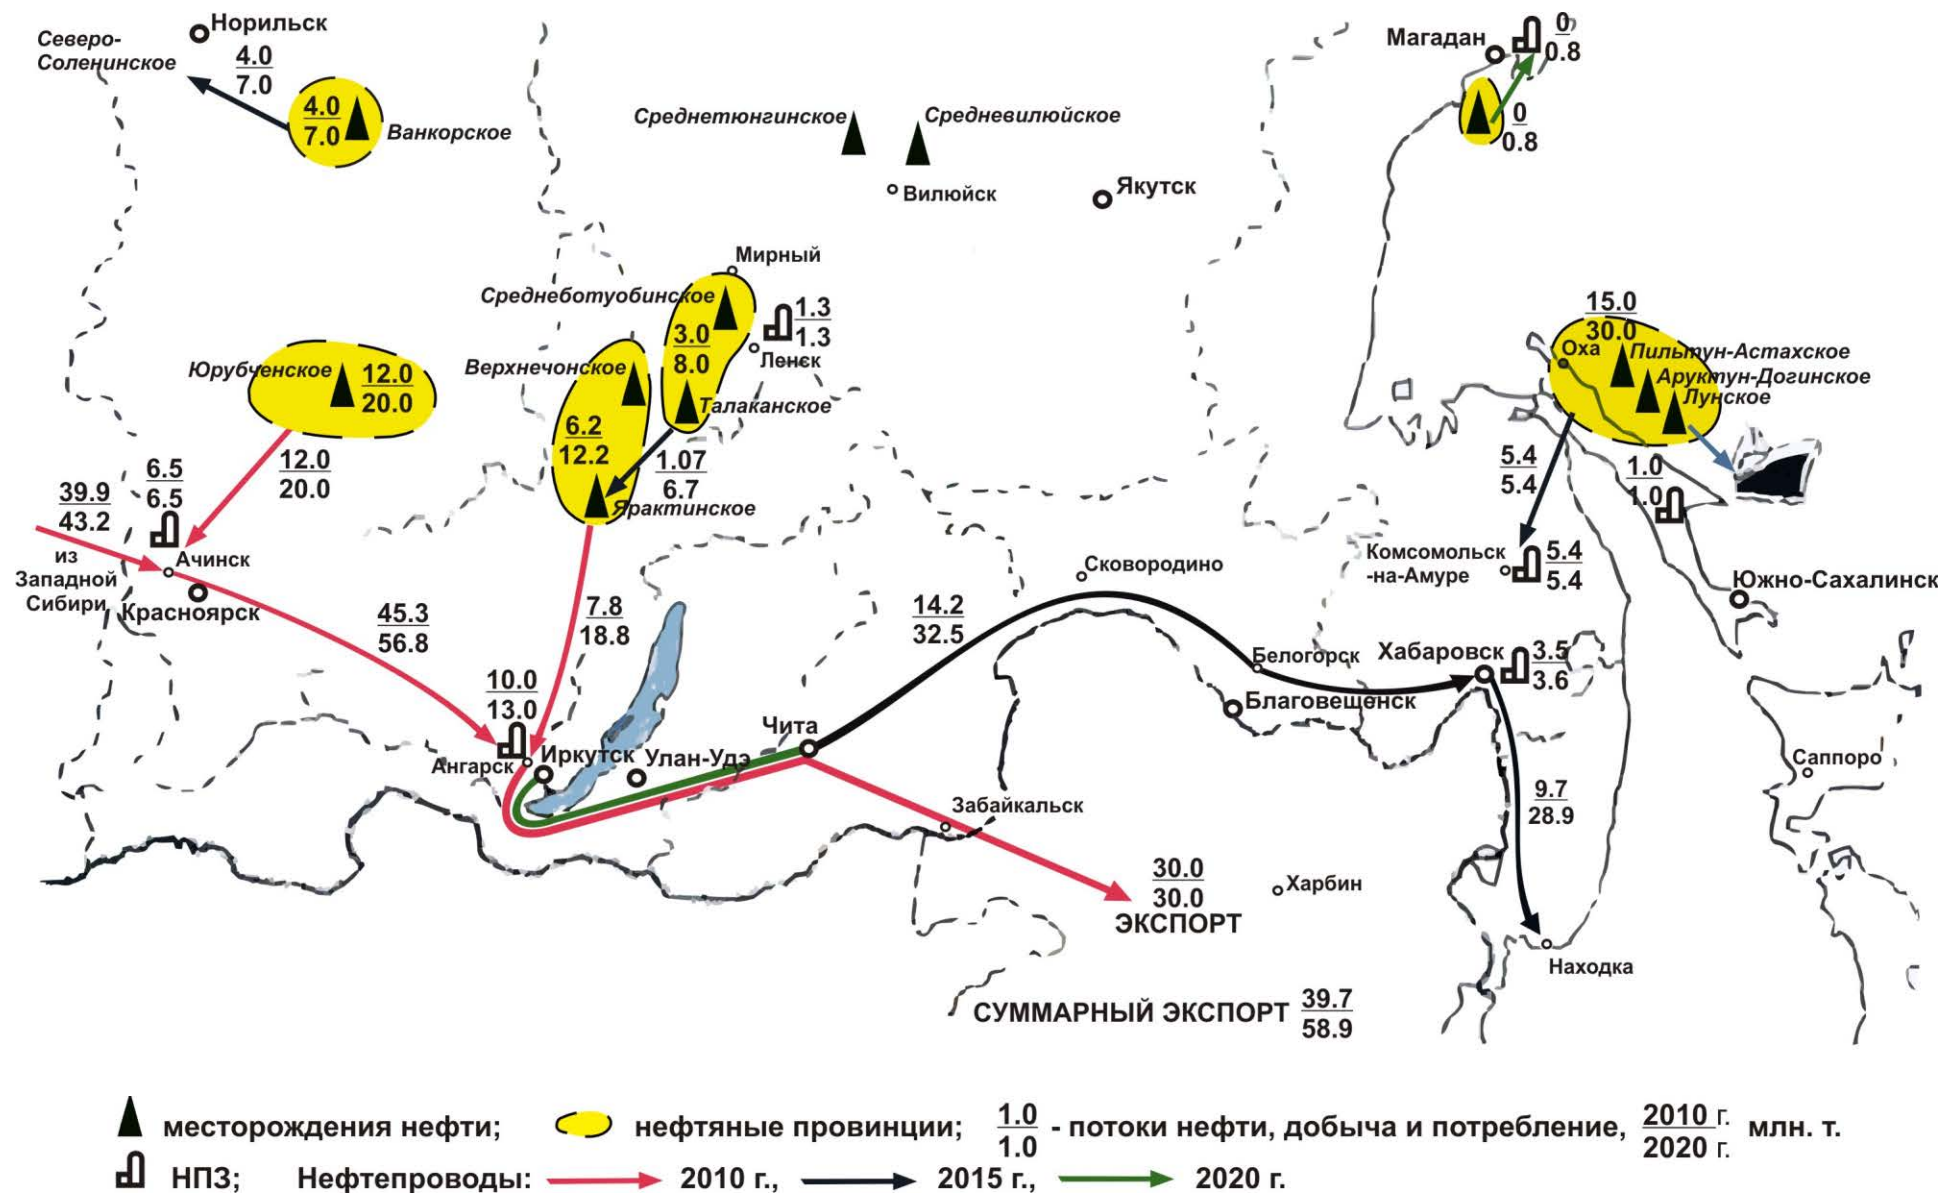 Норильск
Северо-
Соленинское
4.0
7.0
4.0
7.0
Ванкорское
Среднетюнгинское
Средневилюйское
Вилюйск
Якутск
Магадан
0
0.8
0
0.8
Мирный
Среднеботуобинское
1.3
1.3
Ленск
3.0
8.0
Талаканское
Верхнечонское
6.2
12.2
1.07
6.7
Ярактинское
Юрубченское
12.0
20.0
12.0
20.0
6.5
6.5
39.9
43.2
из
Западной
Сибири
Ачинск
Красноярск
45.3
56.8
7.8
18.8
10.0
13.0
Ангарск
Иркутск
Улан-Удэ
Чита
14.2
32.5
Сковородино
Белогорск
Благовещенск
Хабаровск
3.5
3.6
15.0
30.0
Оха
Пильтун-Астахское
Аруктун-Догинское
Лунское
5.4
5.4
1.0
1.0
Комсомольск
-на-Амуре
5.4
5.4
Южно-Сахалинск
Саппоро
9.7
28.9
Находка
Забайкальск
30.0
30.0
ЭКСПОРТ
Харбин
СУММАРНЫЙ ЭКСПОРТ 39.7
58.9
месторождения нефти; нефтяные провинции; 1.0
1.0 - потоки нефти, добыча и потребление, 2010 г.
2020 г. млн. т.
НПЗ; Нефтепроводы: 2010 г., 2015 г., 2020 г.